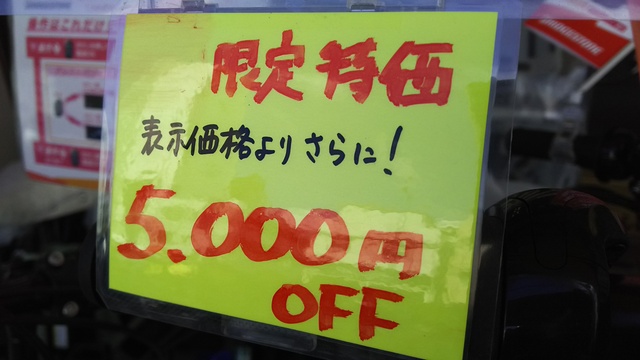 限定特価
表示価格よりさらに!
5.000円
OFF